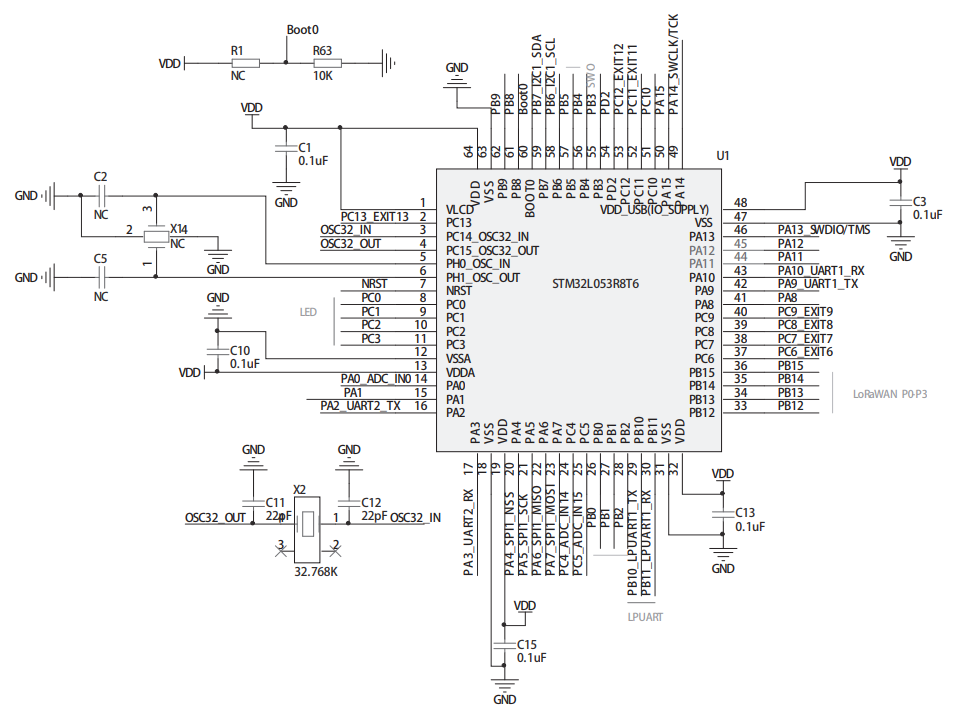 Boot0
R1
R63
VDD
NC
10K
GND
PB9
PB8
Boot0
PB7_I2C1_SDA
PB6_I2C1_SCL
PB5
PB4
PB3
SWO
PD2
PC12_EXIT12
PC11_EXIT11
PC10
PA15
PA14_SWCLK/TCK
64
63
62
61
60
59
58
57
56
55
54
53
52
51
50
49
U1
VDD
VSS
PB9
PB8
BOOT0
PB7
PB6
PB5
PB4
PB3
PD2
PC12
PC11
PC10
PA15
PA14
VDD
C1
0.1uF
GND
GND
C2
NC
3
2
X14
NC
1
GND
GND
C5
NC
1
VLCD
PC13_EXIT13 2
PC13
OSC32_IN 3
PC14_OSC32_IN
OSC32_OUT 4
PC15_OSC32_OUT
5
PH0_OSC_IN
6
PH1_OSC_OUT
NRST 7
NRST
PC0 8
PC0
LED
PC1 9
PC1
PC2 10
PC2
PC3 11
PC3
12
VSSA
13
VDDA
PA0_ADC_IN0 14
PA0
PA1 15
PA1
PA2_UART2_TX 16
PA2
GND
C10
0.1uF
VDD
STM32L053R8T6
VDD_USB(IO_SUPPLY) 48
VSS 47
PA13 46 PA13_SWDIO/TMS
PA12 45 PA12
PA11 44 PA11
PA10 43 PA10_UART1_RX
PA9 42 PA9_UART1_TX
PA8 41 PA8
PC9 40 PC9_EXIT9
PC8 39 PC8_EXIT8
PC7 38 PC7_EXIT7
PC6 37 PC6_EXIT6
PB15 36 PB15
PB14 35 PB14
PB13 34 PB13
PB12 33 PB12
LoRaWAN P0-P3
VDD
C3
0.1uF
GND
PA3
VSS
VDD
PA4
PA5
PA6
PA7
PC4
PC5
PB0
PB1
PB2
PB10
PB11
VSS
VDD
17
18
19
20
21
22
23
24
25
26
27
28
29
30
31
32
PA3_UART2_RX
PA4_SPI1_NSS
PA5_SPI1_SCK
PA6_SPI1_MISO
PA7_SPI1_MOSI
PC4_ADC_IN14
PC5_ADC_IN15
PB0
PB1
PB2
PB10_LPUART1_TX
PB11_LPUART1_RX
LPUART
VDD
C13
0.1uF
GND
VDD
C15
0.1uF
GND
GND
GND
C11
22pF
X2
C12
22pF
OSC32_OUT
1
OSC32_IN
3
2
32.768K